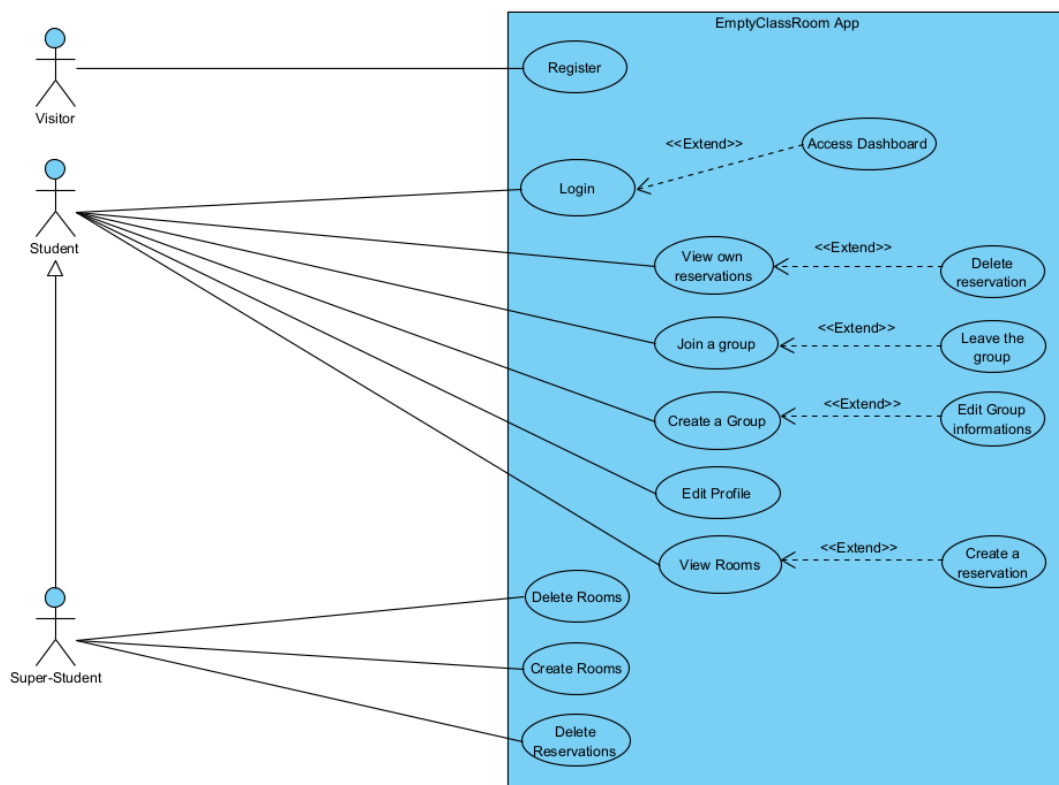 EmptyClassRoom App
Register
Visitor
<<Extend>>
Access Dashboard
Login
Student
View own
reservations
<<Extend>>
Delete
reservation
Join a group
<<Extend>>
Leave the
group
Create a Group
<<Extend>>
Edit Group
informations
Edit Profile
View Rooms
<<Extend>>
Create a
reservation
Delete Rooms
Super-Student
Create Rooms
Delete
Reservations